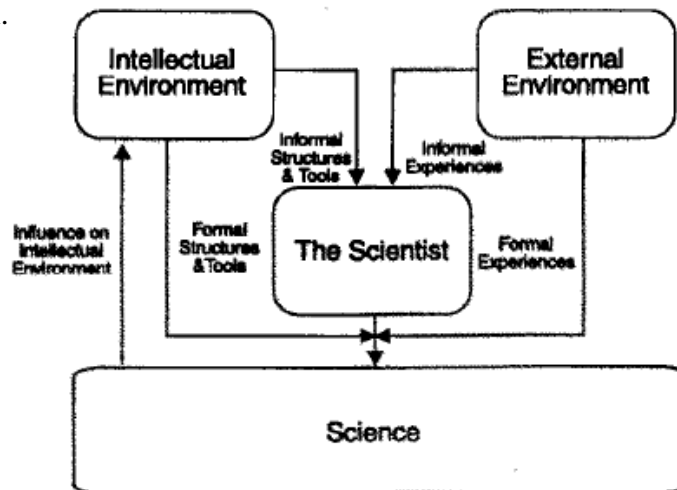 Intellectual
Environment
External
Environment
Informal
Structures
& Tools
Informal
Experiences
Influence on
Intellectual
Environment
Formal
Structures
&Tools
The Scientist
Formal
Experiences
Science